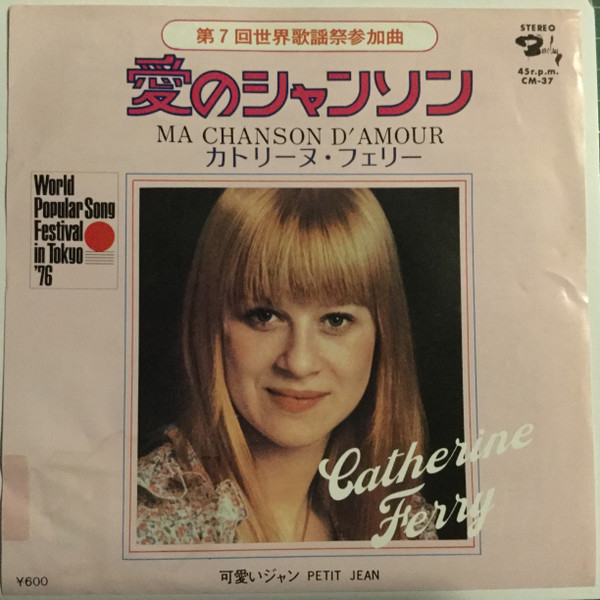 第7回世界歌謡祭参加曲
STEREO
Barclay
45r.p.m.
CM-37
愛のシャンソン
MA CHANSON D'AMOUR
カトリーヌ・フェリー
World
Popular Song
Festival
in Tokyo
'76
Catherine
Ferry
¥600
可愛いジャン PETIT JEAN